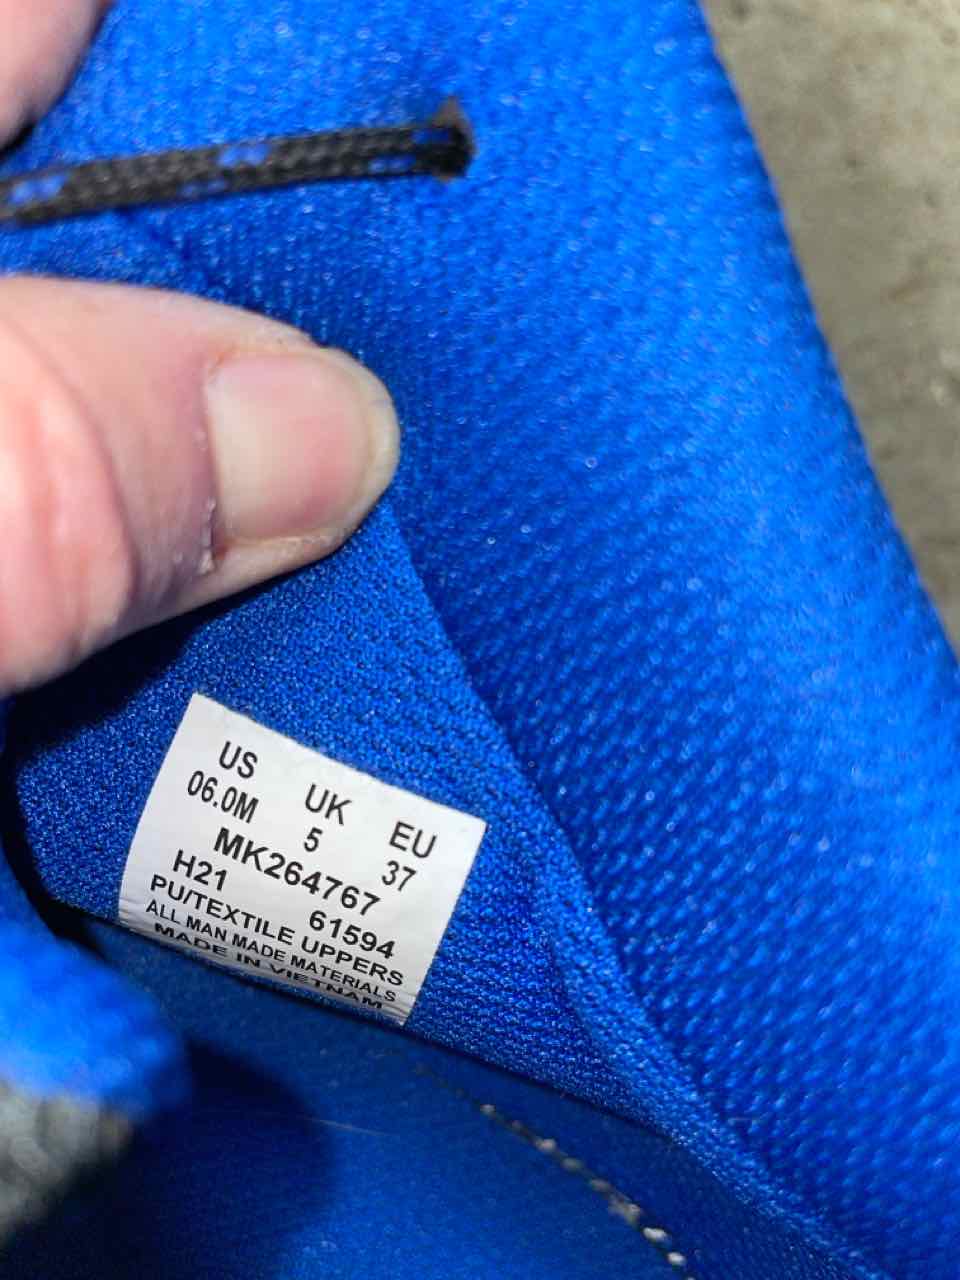 US UK EU
06.0M 5 37
MK264767
H21 61594
PU/TEXTILE UPPERS
ALL MAN MADE MATERIALS
MADE IN VIETNAM